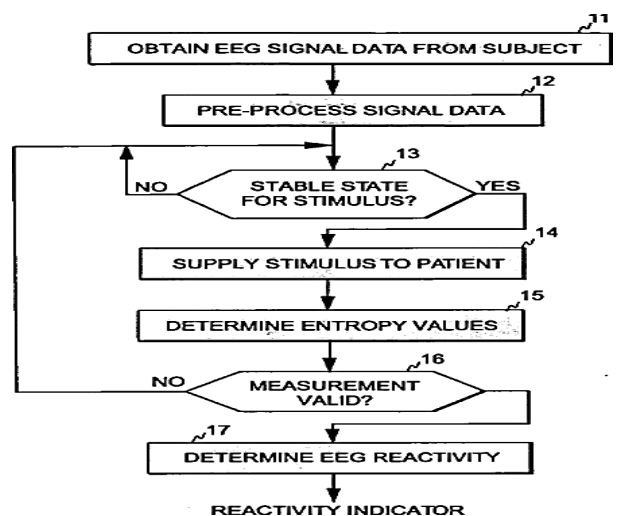 11
OBTAIN EEG SIGNAL DATA FROM SUBJECT
12
PRE-PROCESS SIGNAL DATA
13
NO
STABLE STATE
FOR STIMULUS?
YES
14
SUPPLY STIMULUS TO PATIENT
15
DETERMINE ENTROPY VALUES
16
NO
MEASUREMENT
VALID?
17
DETERMINE EEG REACTIVITY
REACTIVITY INDICATOR